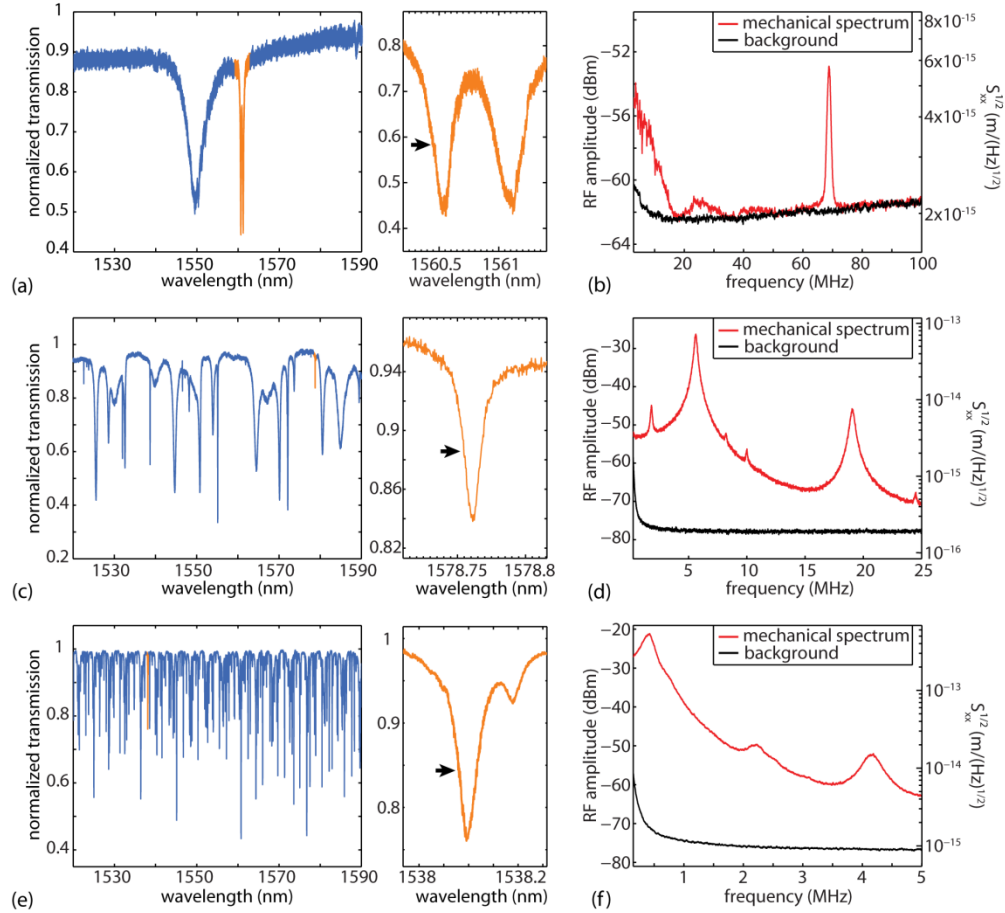 normalized transmission
1
0.9
0.8
0.7
0.6
0.5
0.4
1530 1550 1570 1590
wavelength (nm)
(a)
0.8
0.7
0.6
0.5
0.4
1560.5 1561
wavelength (nm)
RF amplitude (dBm)
−52
−56
−60
−64
mechanical spectrum
background
8x10⁻¹⁵
6x10⁻¹⁵
4x10⁻¹⁵
2x10⁻¹⁵
Sxx^1/2 (m/(Hz)^1/2)
20 40 60 80 100
frequency (MHz)
(b)
normalized transmission
1
0.8
0.6
0.4
0.2
1530 1550 1570 1590
wavelength (nm)
(c)
0.94
0.9
0.86
0.82
1578.75 1578.8
wavelength (nm)
RF amplitude (dBm)
−30
−40
−50
−60
−70
−80
mechanical spectrum
background
10⁻¹³
10⁻¹⁴
10⁻¹⁵
10⁻¹⁶
Sxx^1/2 (m/(Hz)^1/2)
5 10 15 20 25
frequency (MHz)
(d)
normalized transmission
1
0.8
0.6
0.4
1530 1550 1570 1590
wavelength (nm)
(e)
1
0.9
0.8
1538 1538.2
wavelength (nm)
RF amplitude (dBm)
−20
−30
−40
−50
−60
−70
−80
mechanical spectrum
background
10⁻¹³
10⁻¹⁴
10⁻¹⁵
Sxx^1/2 (m/(Hz)^1/2)
1 2 3 4 5
frequency (MHz)
(f)